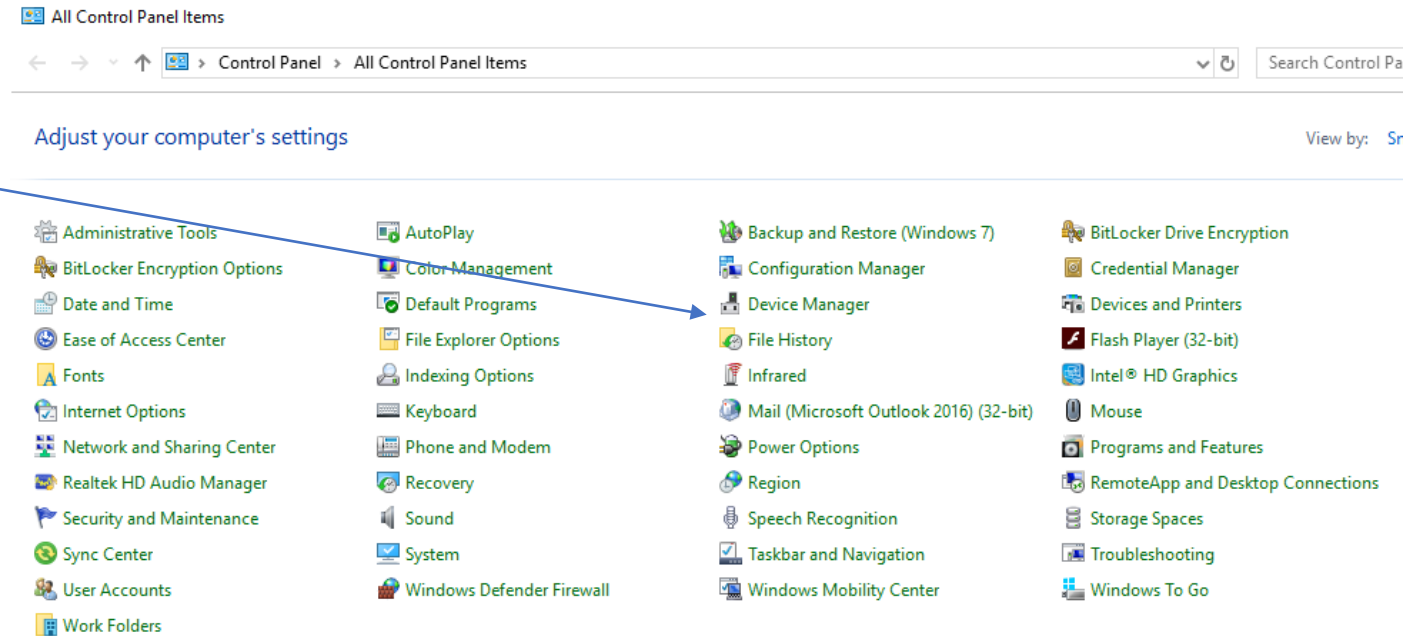 All Control Panel Items
Control Panel > All Control Panel Items
Search Control Pa
Adjust your computer's settings
View by: Sr
Administrative Tools AutoPlay Backup and Restore (Windows 7) BitLocker Drive Encryption
BitLocker Encryption Options Color Management Configuration Manager Credential Manager
Date and Time Default Programs Device Manager Devices and Printers
Ease of Access Center File Explorer Options File History Flash Player (32-bit)
Fonts Indexing Options Infrared Intel® HD Graphics
Internet Options Keyboard Mail (Microsoft Outlook 2016) (32-bit) Mouse
Network and Sharing Center Phone and Modem Power Options Programs and Features
Realtek HD Audio Manager Recovery Region RemoteApp and Desktop Connections
Security and Maintenance Sound Speech Recognition Storage Spaces
Sync Center System Taskbar and Navigation Troubleshooting
User Accounts Windows Defender Firewall Windows Mobility Center Windows To Go
Work Folders